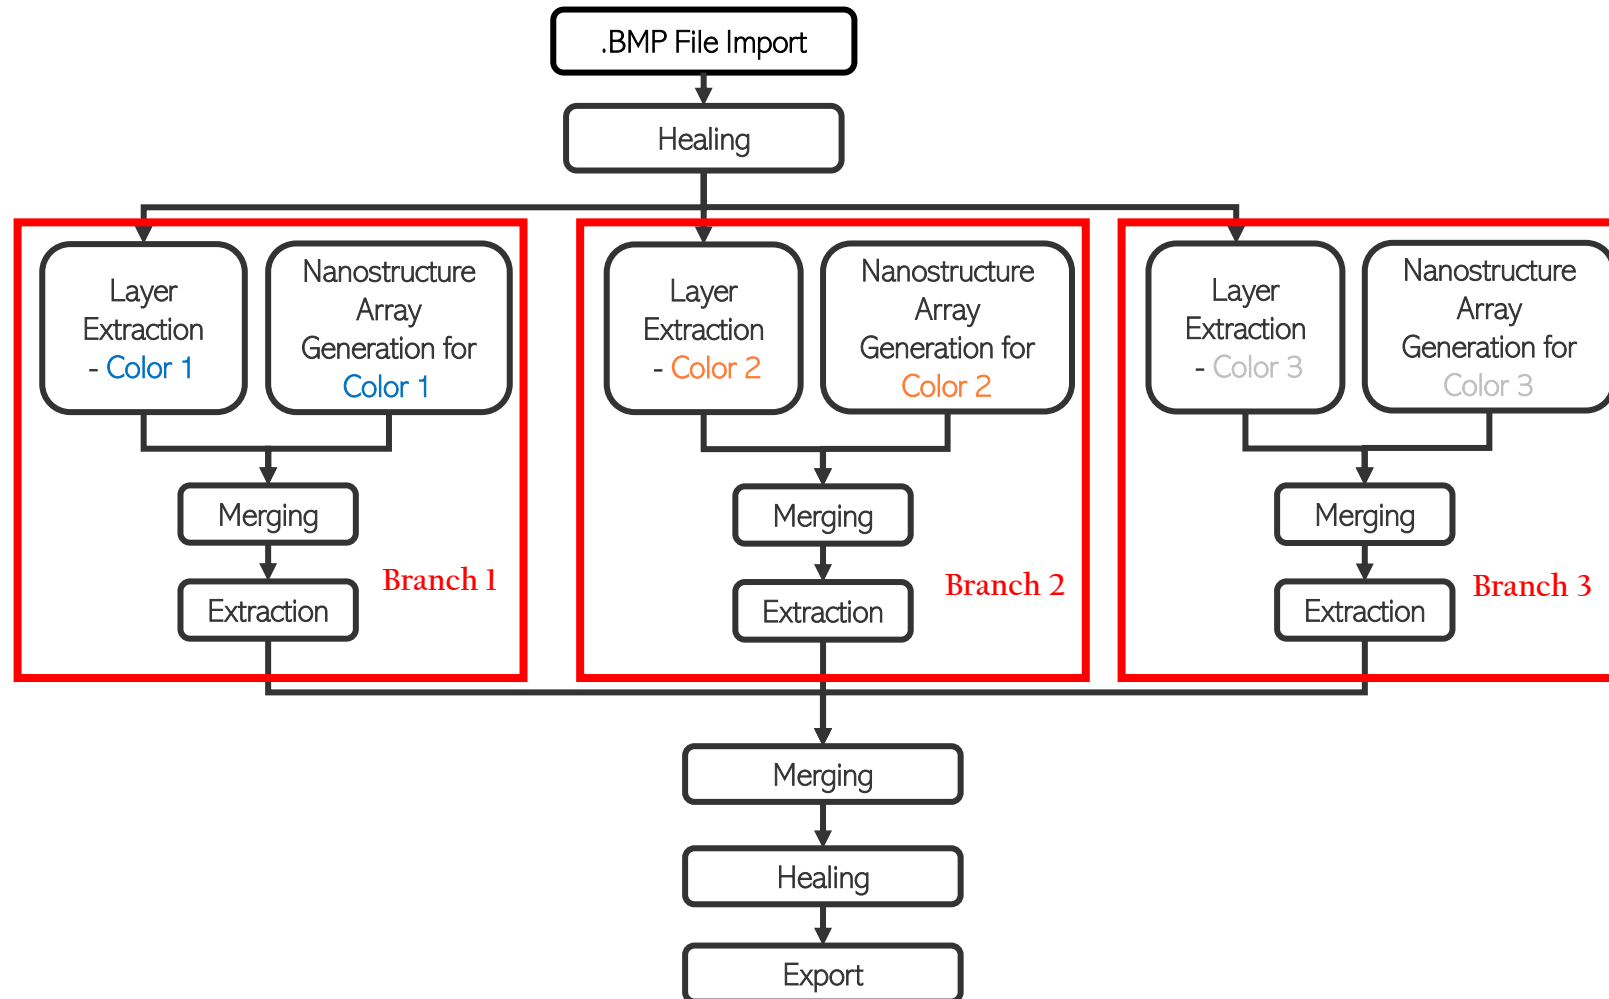 .BMP File Import
Healing
Layer
Extraction
- Color 1
Nanostructure
Array
Generation for
Color 1
Merging
Extraction
Branch 1
Layer
Extraction
- Color 2
Nanostructure
Array
Generation for
Color 2
Merging
Extraction
Branch 2
Layer
Extraction
- Color 3
Nanostructure
Array
Generation for
Color 3
Merging
Extraction
Branch 3
Merging
Healing
Export